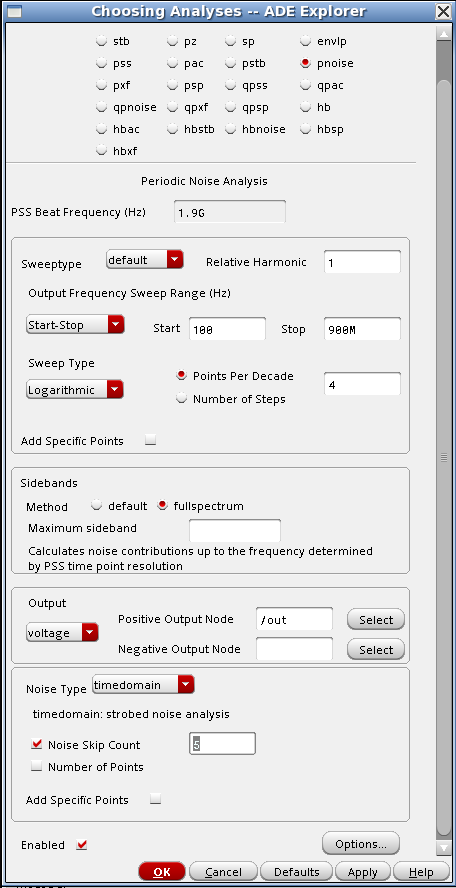 Choosing Analyses -- ADE Explorer
stb pz sp envlp
pss pac pstb pnoise
pxf psp qpss qpac
qpnoise qpxf qpsp hb
hbac hbstb hbnoise hbsp
hbxf
Periodic Noise Analysis
PSS Beat Frequency (Hz) 1.9G
Sweeptype default Relative Harmonic 1
Output Frequency Sweep Range (Hz)
Start-Stop Start 100 Stop 900M
Sweep Type
Points Per Decade
Logarithmic 4
Number of Steps
Add Specific Points
Sidebands
Method default fullspectrum
Maximum sideband
Calculates noise contributions up to the frequency determined
by PSS time point resolution
Output
Positive Output Node /out Select
voltage
Negative Output Node Select
Noise Type timedomain
timedomain: strobed noise analysis
Noise Skip Count 5
Number of Points
Add Specific Points
Enabled Options...
OK Cancel Defaults Apply Help